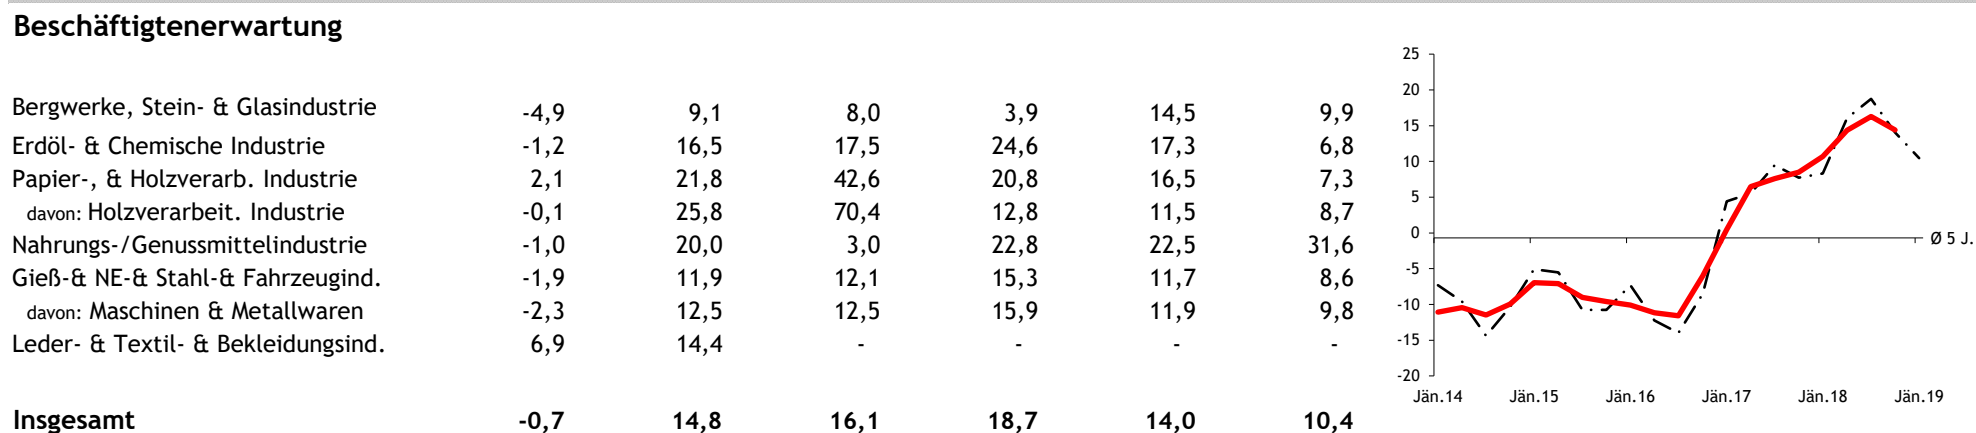 Beschäftigtenerwartung
Bergwerke, Stein- & Glasindustrie -4,9 9,1 8,0 3,9 14,5 9,9
Erdöl- & Chemische Industrie -1,2 16,5 17,5 24,6 17,3 6,8
Papier-, & Holzverarb. Industrie 2,1 21,8 42,6 20,8 16,5 7,3
davon: Holzverarbeit. Industrie -0,1 25,8 70,4 12,8 11,5 8,7
Nahrungs-/Genussmittelindustrie -1,0 20,0 3,0 22,8 22,5 31,6
Gieß-& NE-& Stahl-& Fahrzeugind. -1,9 11,9 12,1 15,3 11,7 8,6
davon: Maschinen & Metallwaren -2,3 12,5 12,5 15,9 11,9 9,8
Leder- & Textil- & Bekleidungsind. 6,9 14,4 - - - -
Insgesamt -0,7 14,8 16,1 18,7 14,0 10,4
25
20
15
10
5
0
-5
-10
-15
-20
Ø 5 J.
Jän.14 Jän.15 Jän.16 Jän.17 Jän.18 Jän.19